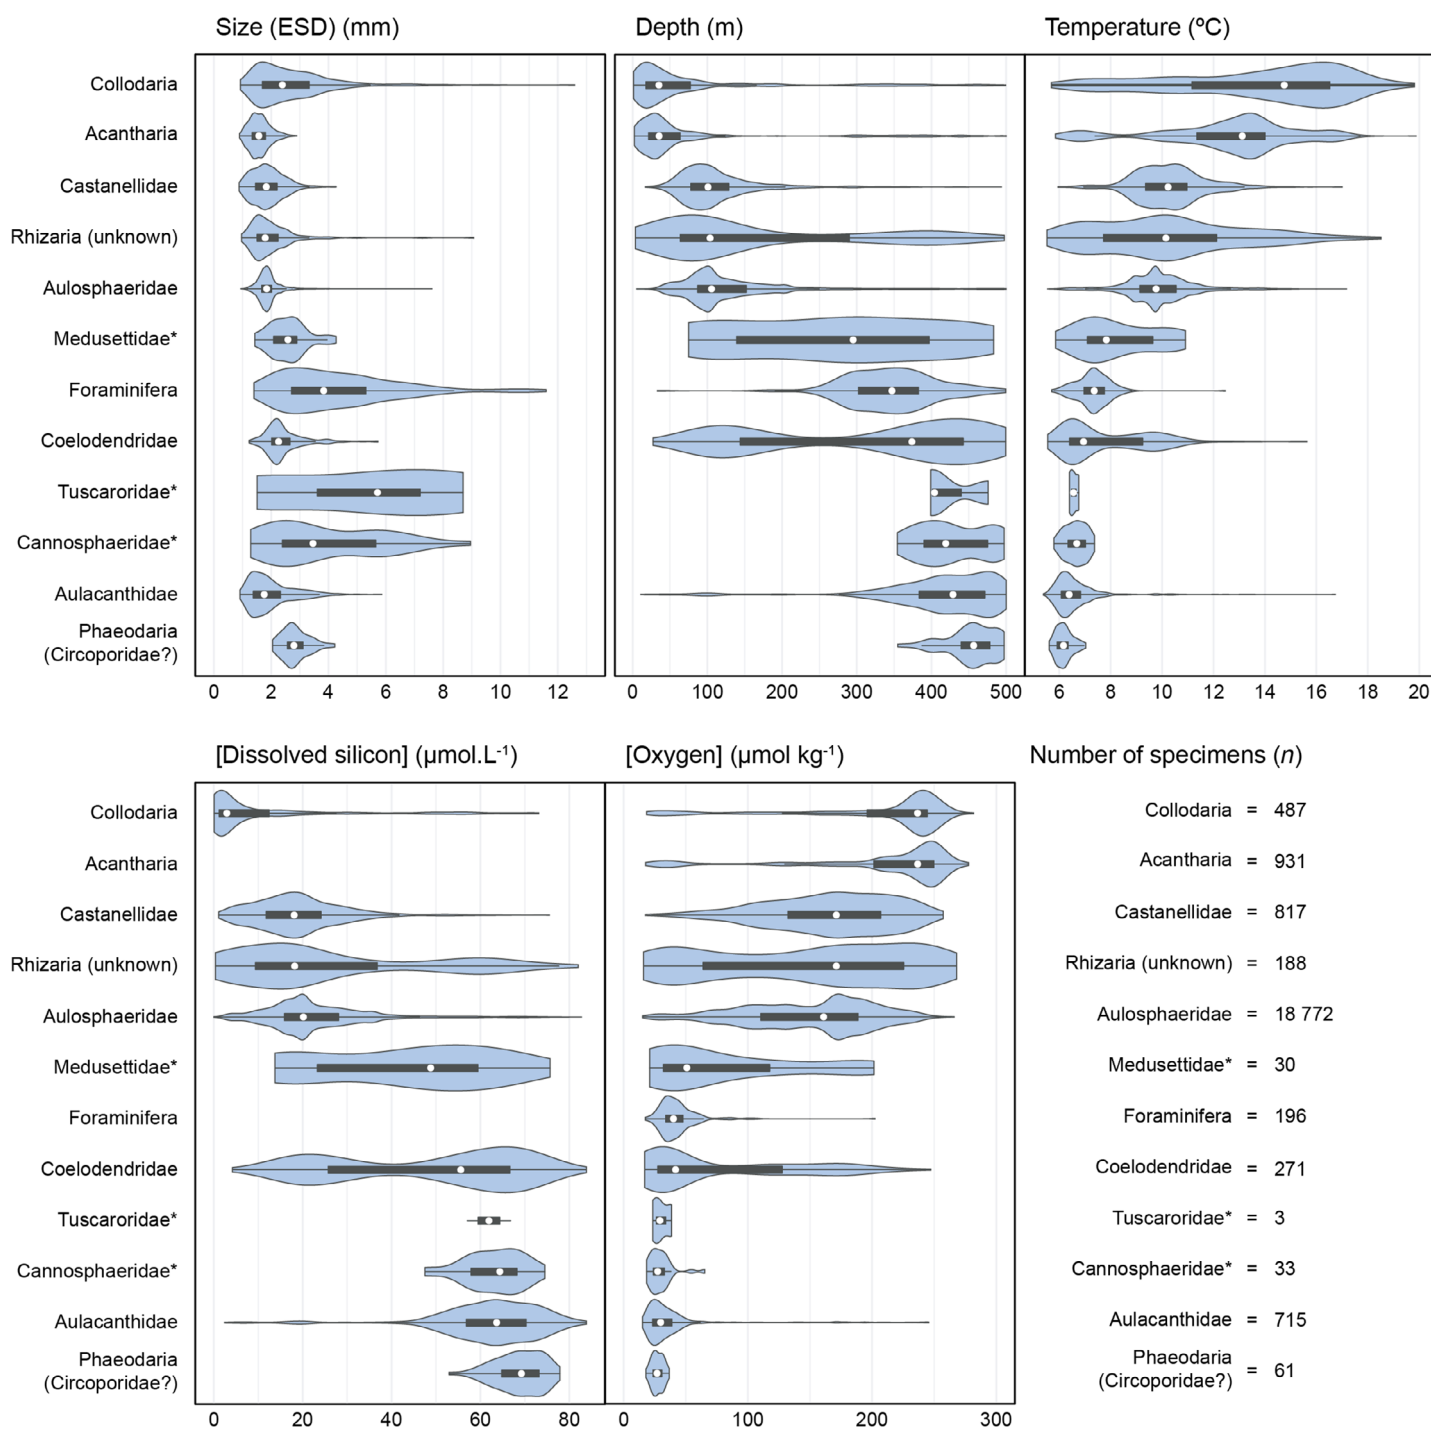 Size (ESD) (mm)
Depth (m)
Temperature (ºC)
Collodaria
Acantharia
Castanellidae
Rhizaria (unknown)
Aulosphaeridae
Medusettidae*
Foraminifera
Coelodendridae
Tuscaroridae*
Cannosphaeridae*
Aulacanthidae
Phaeodaria
(Circoporidae?)
0 2 4 6 8 10 12
0 100 200 300 400 500
6 8 10 12 14 16 18 20
[Dissolved silicon] (µmol.L-1)
[Oxygen] (µmol kg-1)
Number of specimens (n)
Collodaria
Acantharia
Castanellidae
Rhizaria (unknown)
Aulosphaeridae
Medusettidae*
Foraminifera
Coelodendridae
Tuscaroridae*
Cannosphaeridae*
Aulacanthidae
Phaeodaria
(Circoporidae?)
0 20 40 60 80
0 100 200 300
Collodaria = 487
Acantharia = 931
Castanellidae = 817
Rhizaria (unknown) = 188
Aulosphaeridae = 18 772
Medusettidae* = 30
Foraminifera = 196
Coelodendridae = 271
Tuscaroridae* = 3
Cannosphaeridae* = 33
Aulacanthidae = 715
Phaeodaria
(Circoporidae?) = 61